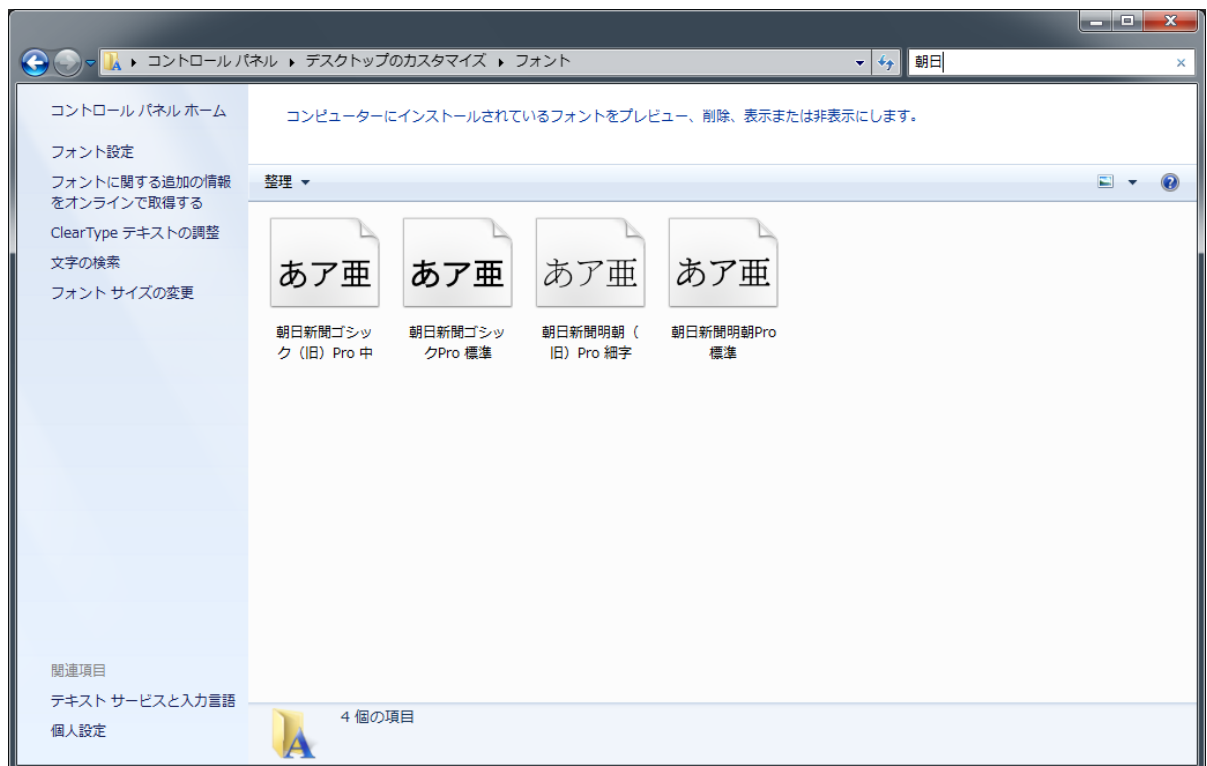 コントロール パネル ▸ デスクトップのカスタマイズ ▸ フォント
朝日
コントロール パネル ホーム
フォント設定
フォントに関する追加の情報
をオンラインで取得する
ClearType テキストの調整
文字の検索
フォント サイズの変更
関連項目
テキスト サービスと入力言語
個人設定
コンピューターにインストールされているフォントをプレビュー、削除、表示または非表示にします。
整理
あア亜
朝日新聞ゴシッ
ク（旧）Pro 中
あア亜
朝日新聞ゴシッ
クPro 標準
あア亜
朝日新聞明朝（
旧）Pro 細字
あア亜
朝日新聞明朝Pro
標準
4 個の項目